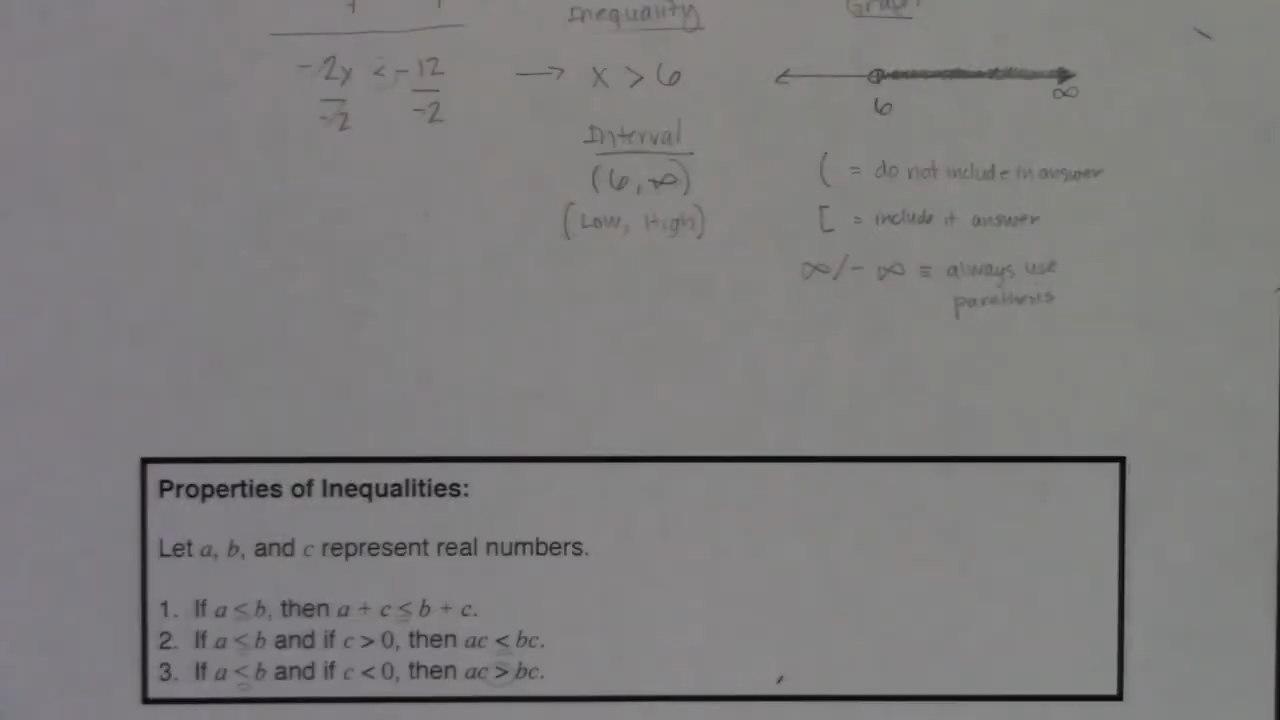 Inequality
Graph
-2y < -12 → x > 6
-2 -2
6 ∞
Interval
(6, ∞)
(Low, High)
( = do not include in answer
[ = include it answer
∞/-∞ = always use
Properties of Inequalities:
Let a, b, and c represent real numbers.
1. If a ≤ b, then a + c ≤ b + c.
2. If a < b and if c > 0, then ac < bc.
3. If a < b and if c < 0, then ac > bc.